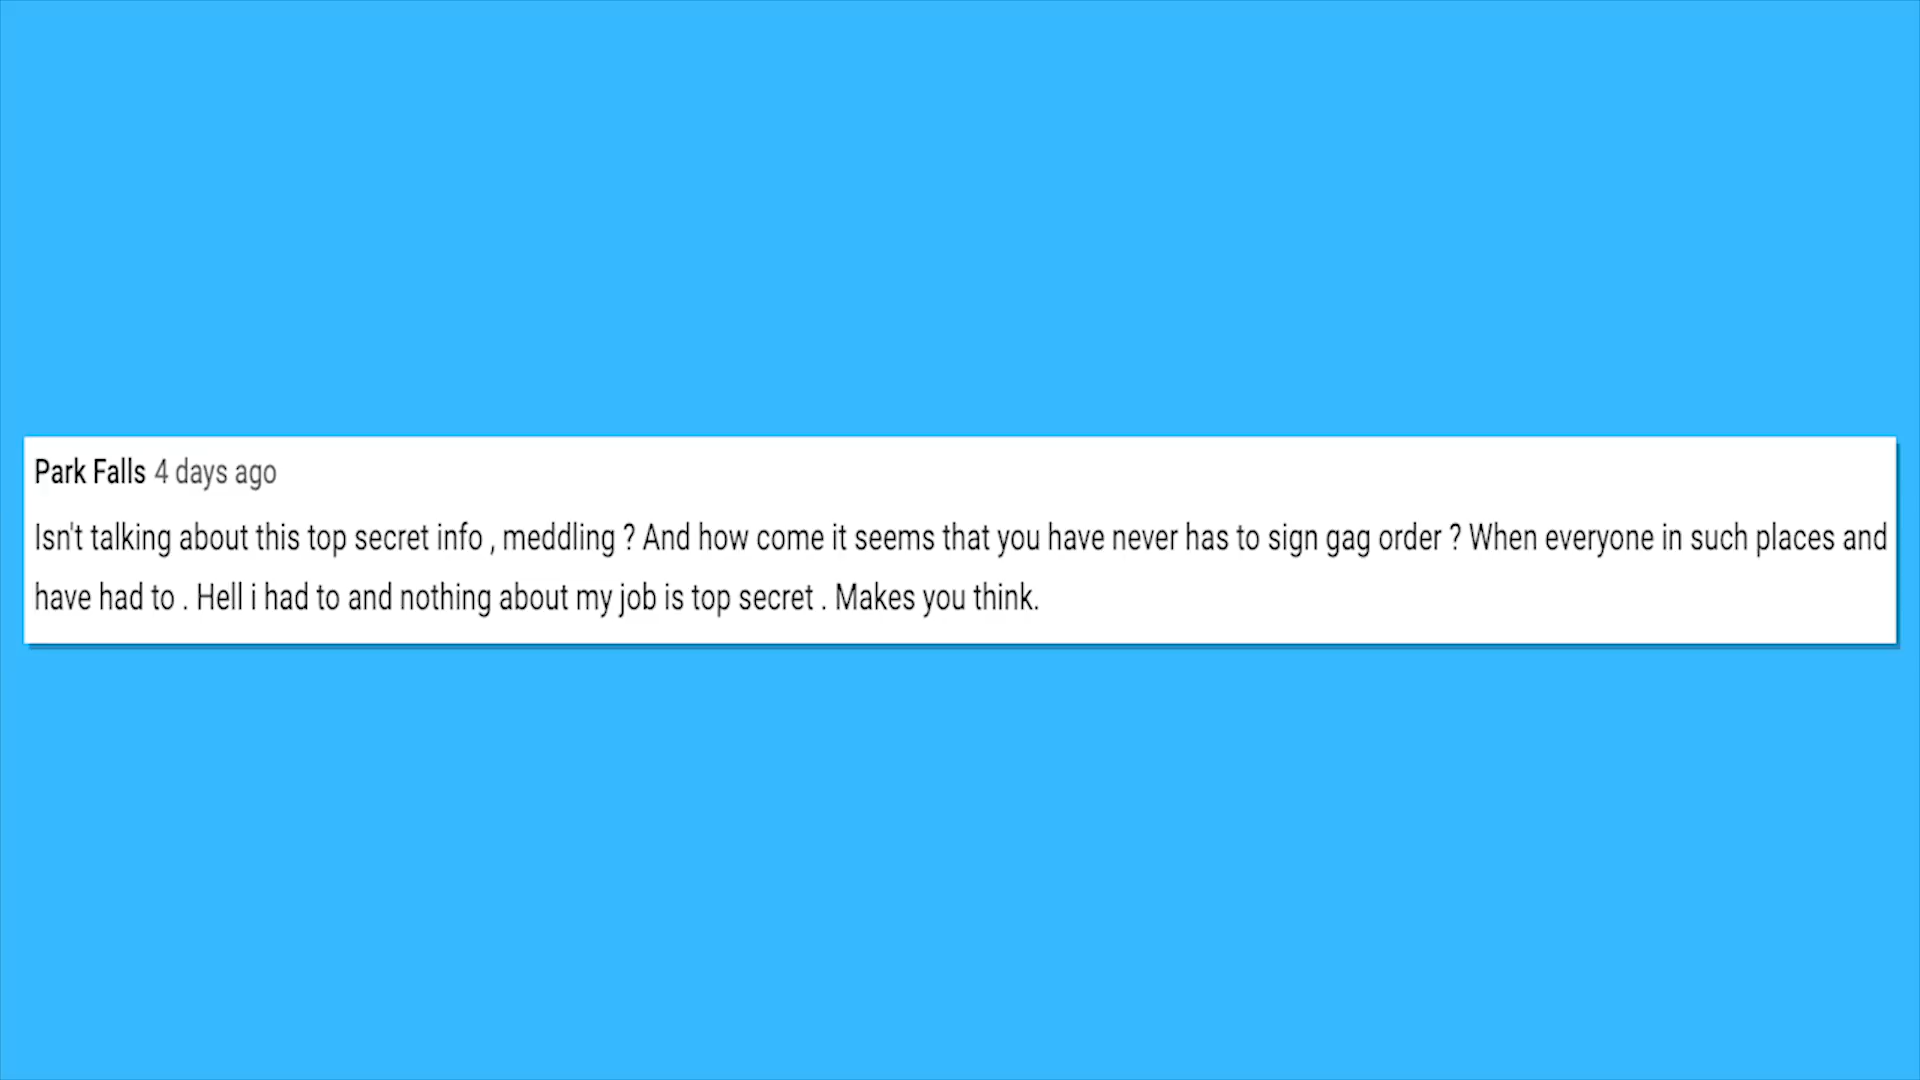 Park Falls 4 days ago
Isn't talking about this top secret info , meddling ? And how come it seems that you have never has to sign gag order ? When everyone in such places and
have had to . Hell i had to and nothing about my job is top secret . Makes you think.